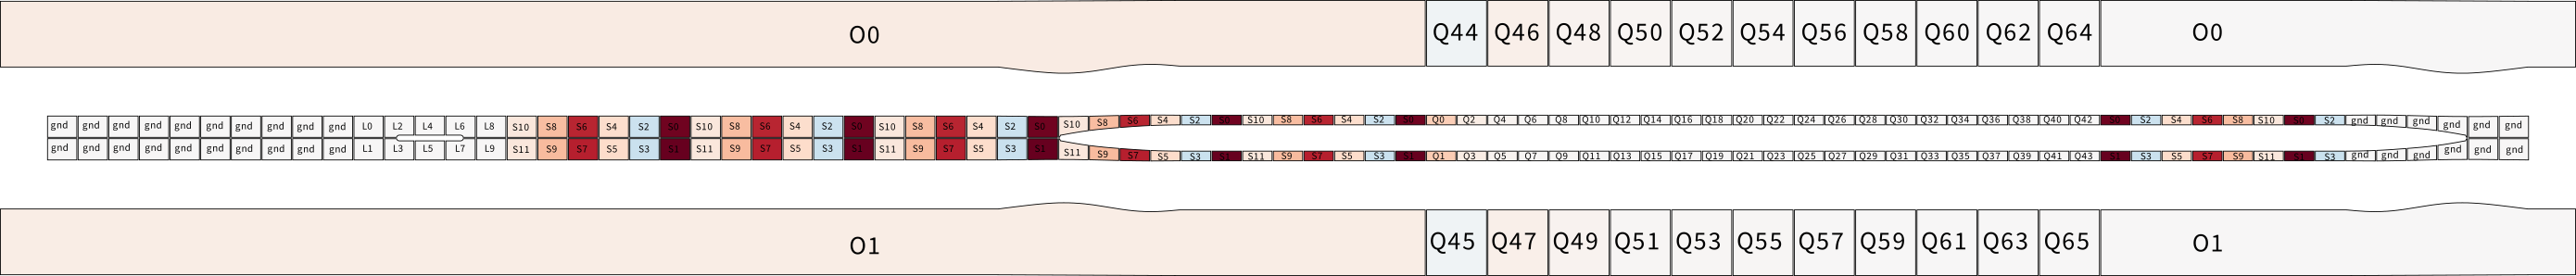 O0 Q44 Q46 Q48 Q50 Q52 Q54 Q56 Q58 Q60 Q62 Q64 O0
gnd gnd gnd gnd gnd gnd gnd gnd gnd gnd L0 L2 L4 L6 L8 S10 S8 S6 S4 S2 S0 S10 S8 S6 S4 S2 S0 S10 S8 S6 S4 S2 S0 S10 S8 S6 S4 S2 S0 S10 S8 S6 S4 S2 S0 Q0 Q2 Q4 Q6 Q8 Q10 Q12 Q14 Q16 Q18 Q20 Q22 Q24 Q26 Q28 Q30 Q32 Q34 Q36 Q38 Q40 Q42 S0 S2 S4 S6 S8 S10 S0 S2 gnd gnd gnd gnd gnd gnd
gnd gnd gnd gnd gnd gnd gnd gnd gnd gnd L1 L3 L5 L7 L9 S11 S9 S7 S5 S3 S1 S11 S9 S7 S5 S3 S1 S11 S9 S7 S5 S3 S1 S11 S9 S7 S5 S3 S1 S11 S9 S7 S5 S3 S1 Q1 Q3 Q5 Q7 Q9 Q11 Q13 Q15 Q17 Q19 Q21 Q23 Q25 Q27 Q29 Q31 Q33 Q35 Q37 Q39 Q41 Q43 S1 S3 S5 S7 S9 S11 S1 S3 gnd gnd gnd gnd gnd gnd
O1 Q45 Q47 Q49 Q51 Q53 Q55 Q57 Q59 Q61 Q63 Q65 O1